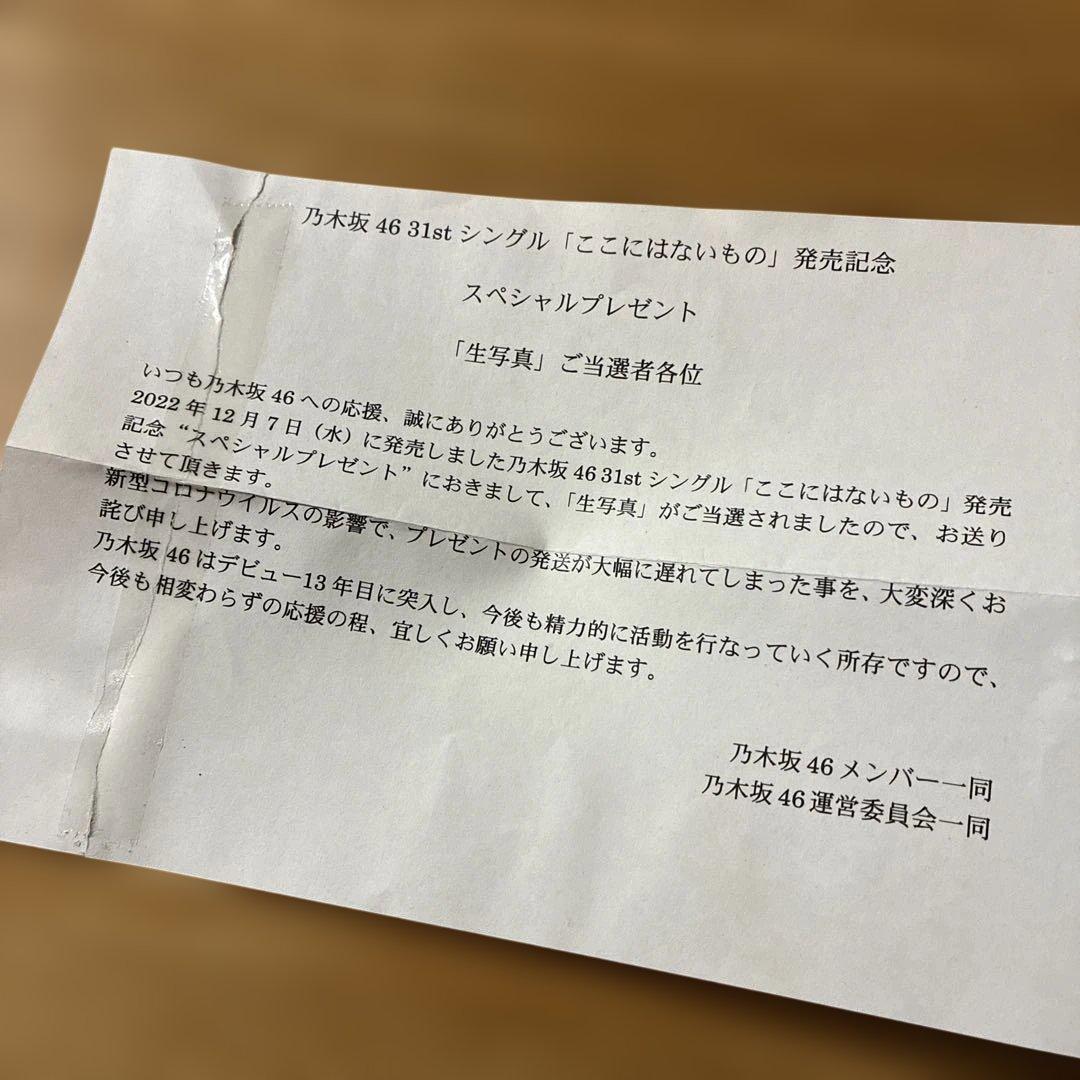 乃木坂 46 31st シングル「ここにはないもの」発売記念
スペシャルプレゼント
「生写真」ご当選者各位
いつも乃木坂 46 への応援、誠にありがとうございます。
2022 年 12 月 7 日（水）に発売しました乃木坂 46 31st シングル「ここにはないもの」発売
記念 “スペシャルプレゼント” におきまして、「生写真」がご当選されましたので、お送り
させて頂きます。
新型コロナウイルスの影響で、プレゼントの発送が大幅に遅れてしまった事を、大変深くお
詫び申し上げます。
乃木坂 46 はデビュー13 年目に突入し、今後も精力的に活動を行なっていく所存ですので、
今後も相変わらずの応援の程、宜しくお願い申し上げます。
乃木坂 46 メンバー一同
乃木坂 46 運営委員会一同